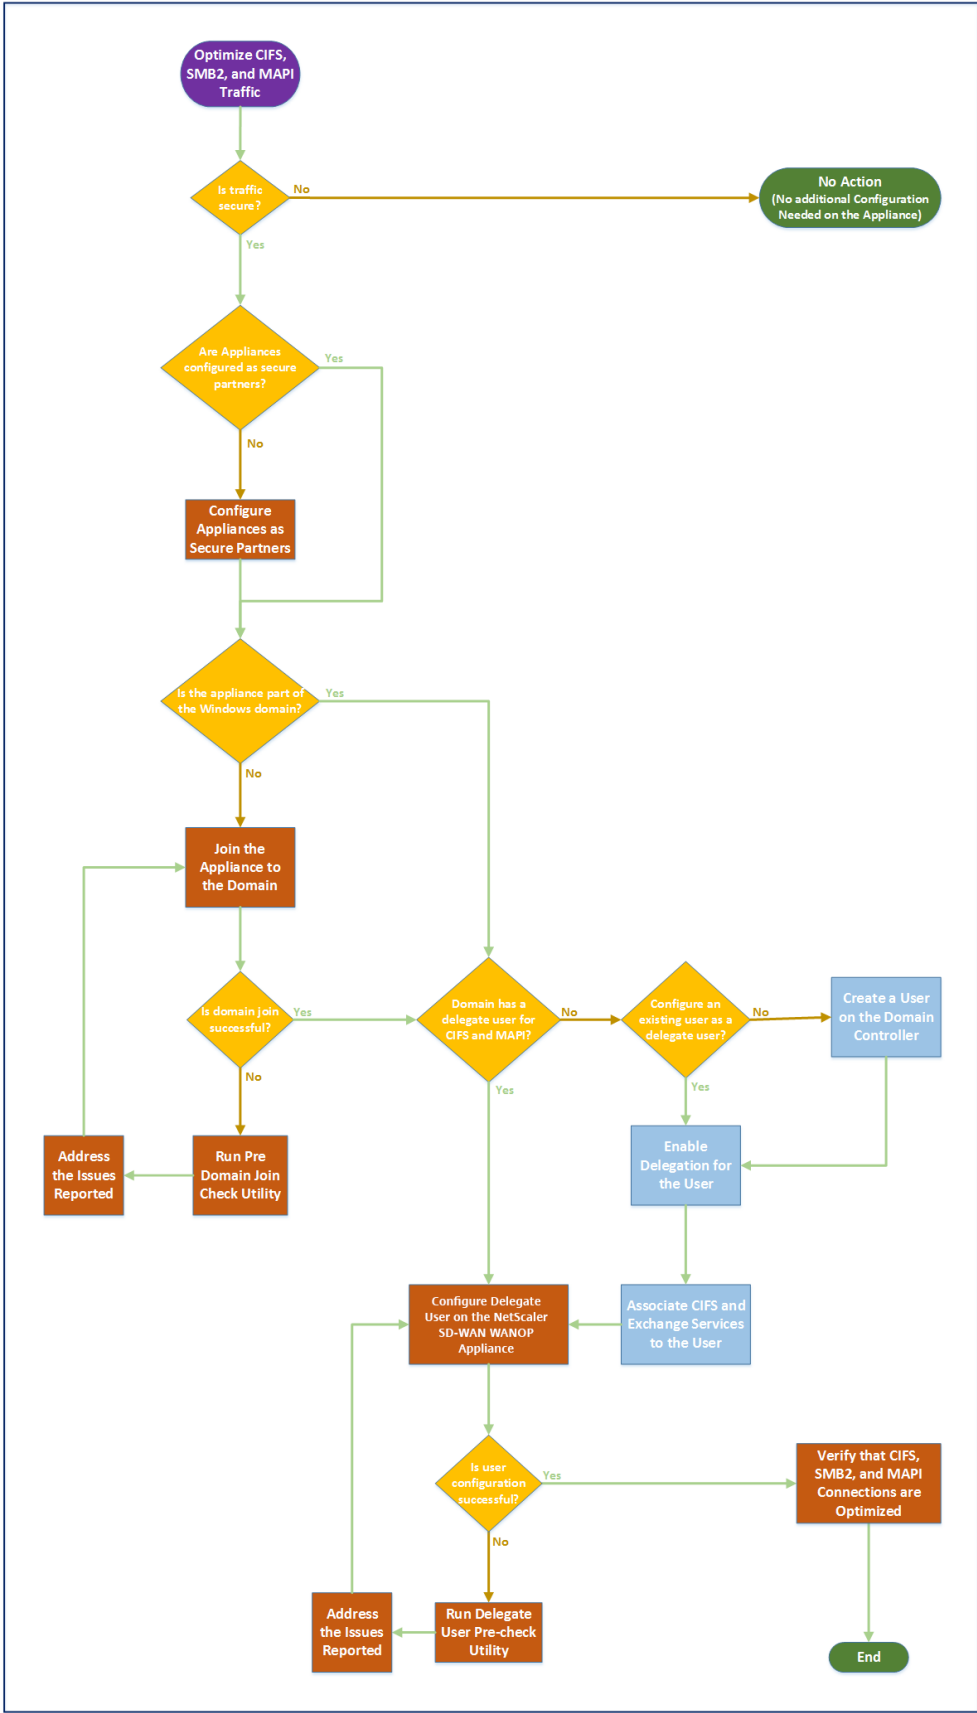 Optimize CIFS,
SMB2, and MAPI
Traffic
Is traffic
secure?
No
No Action
(No additional Configuration
Needed on the Appliance)
Yes
Are Appliances
configured as secure
partners?
Yes
No
Configure
Appliances as
Secure Partners
Is the appliance part of
the Windows domain?
Yes
No
Join the
Appliance to
the Domain
Is domain join
successful?
Yes
Domain has a
delegate user for
CIFS and MAPI?
No
Configure an
existing user as a
delegate user?
No
Create a User
on the Domain
Controller
No
Yes
Yes
Address
the Issues
Reported
Run Pre
Domain Join
Check Utility
Enable
Delegation for
the User
Configure Delegate
User on the NetScaler
SD-WAN WANOP
Appliance
Associate CIFS and
Exchange Services
to the User
Is user
configuration
successful?
Yes
Verify that CIFS,
SMB2, and MAPI
Connections are
Optimized
No
Address
the Issues
Reported
Run Delegate
User Pre-check
Utility
End